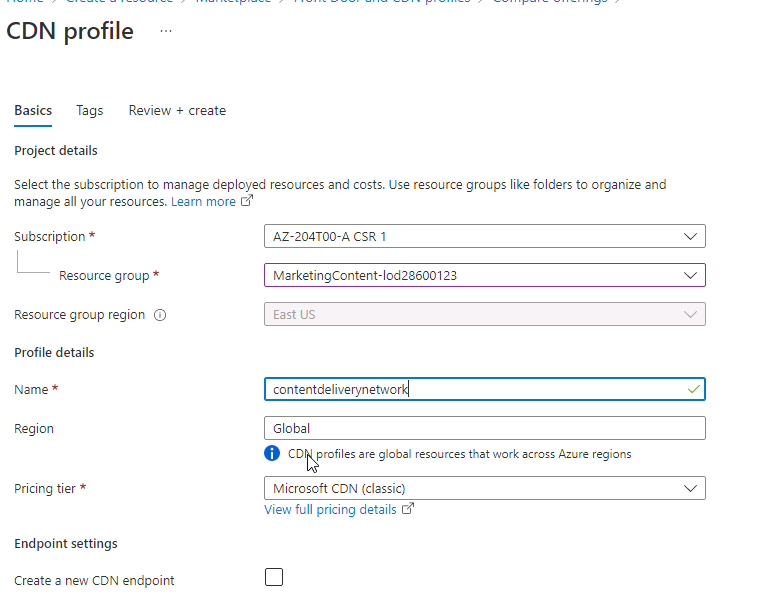 Home > Create a resource > Marketplace > Front Door and CDN profiles > Compare offerings >
CDN profile ...
Basics Tags Review + create
Project details
Select the subscription to manage deployed resources and costs. Use resource groups like folders to organize and
manage all your resources. Learn more
Subscription *
AZ-204T00-A CSR 1
Resource group *
MarketingContent-lod28600123
Resource group region
East US
Profile details
Name *
contentdeliverynetwork
Region
Global
CDN profiles are global resources that work across Azure regions
Pricing tier *
Microsoft CDN (classic)
View full pricing details
Endpoint settings
Create a new CDN endpoint